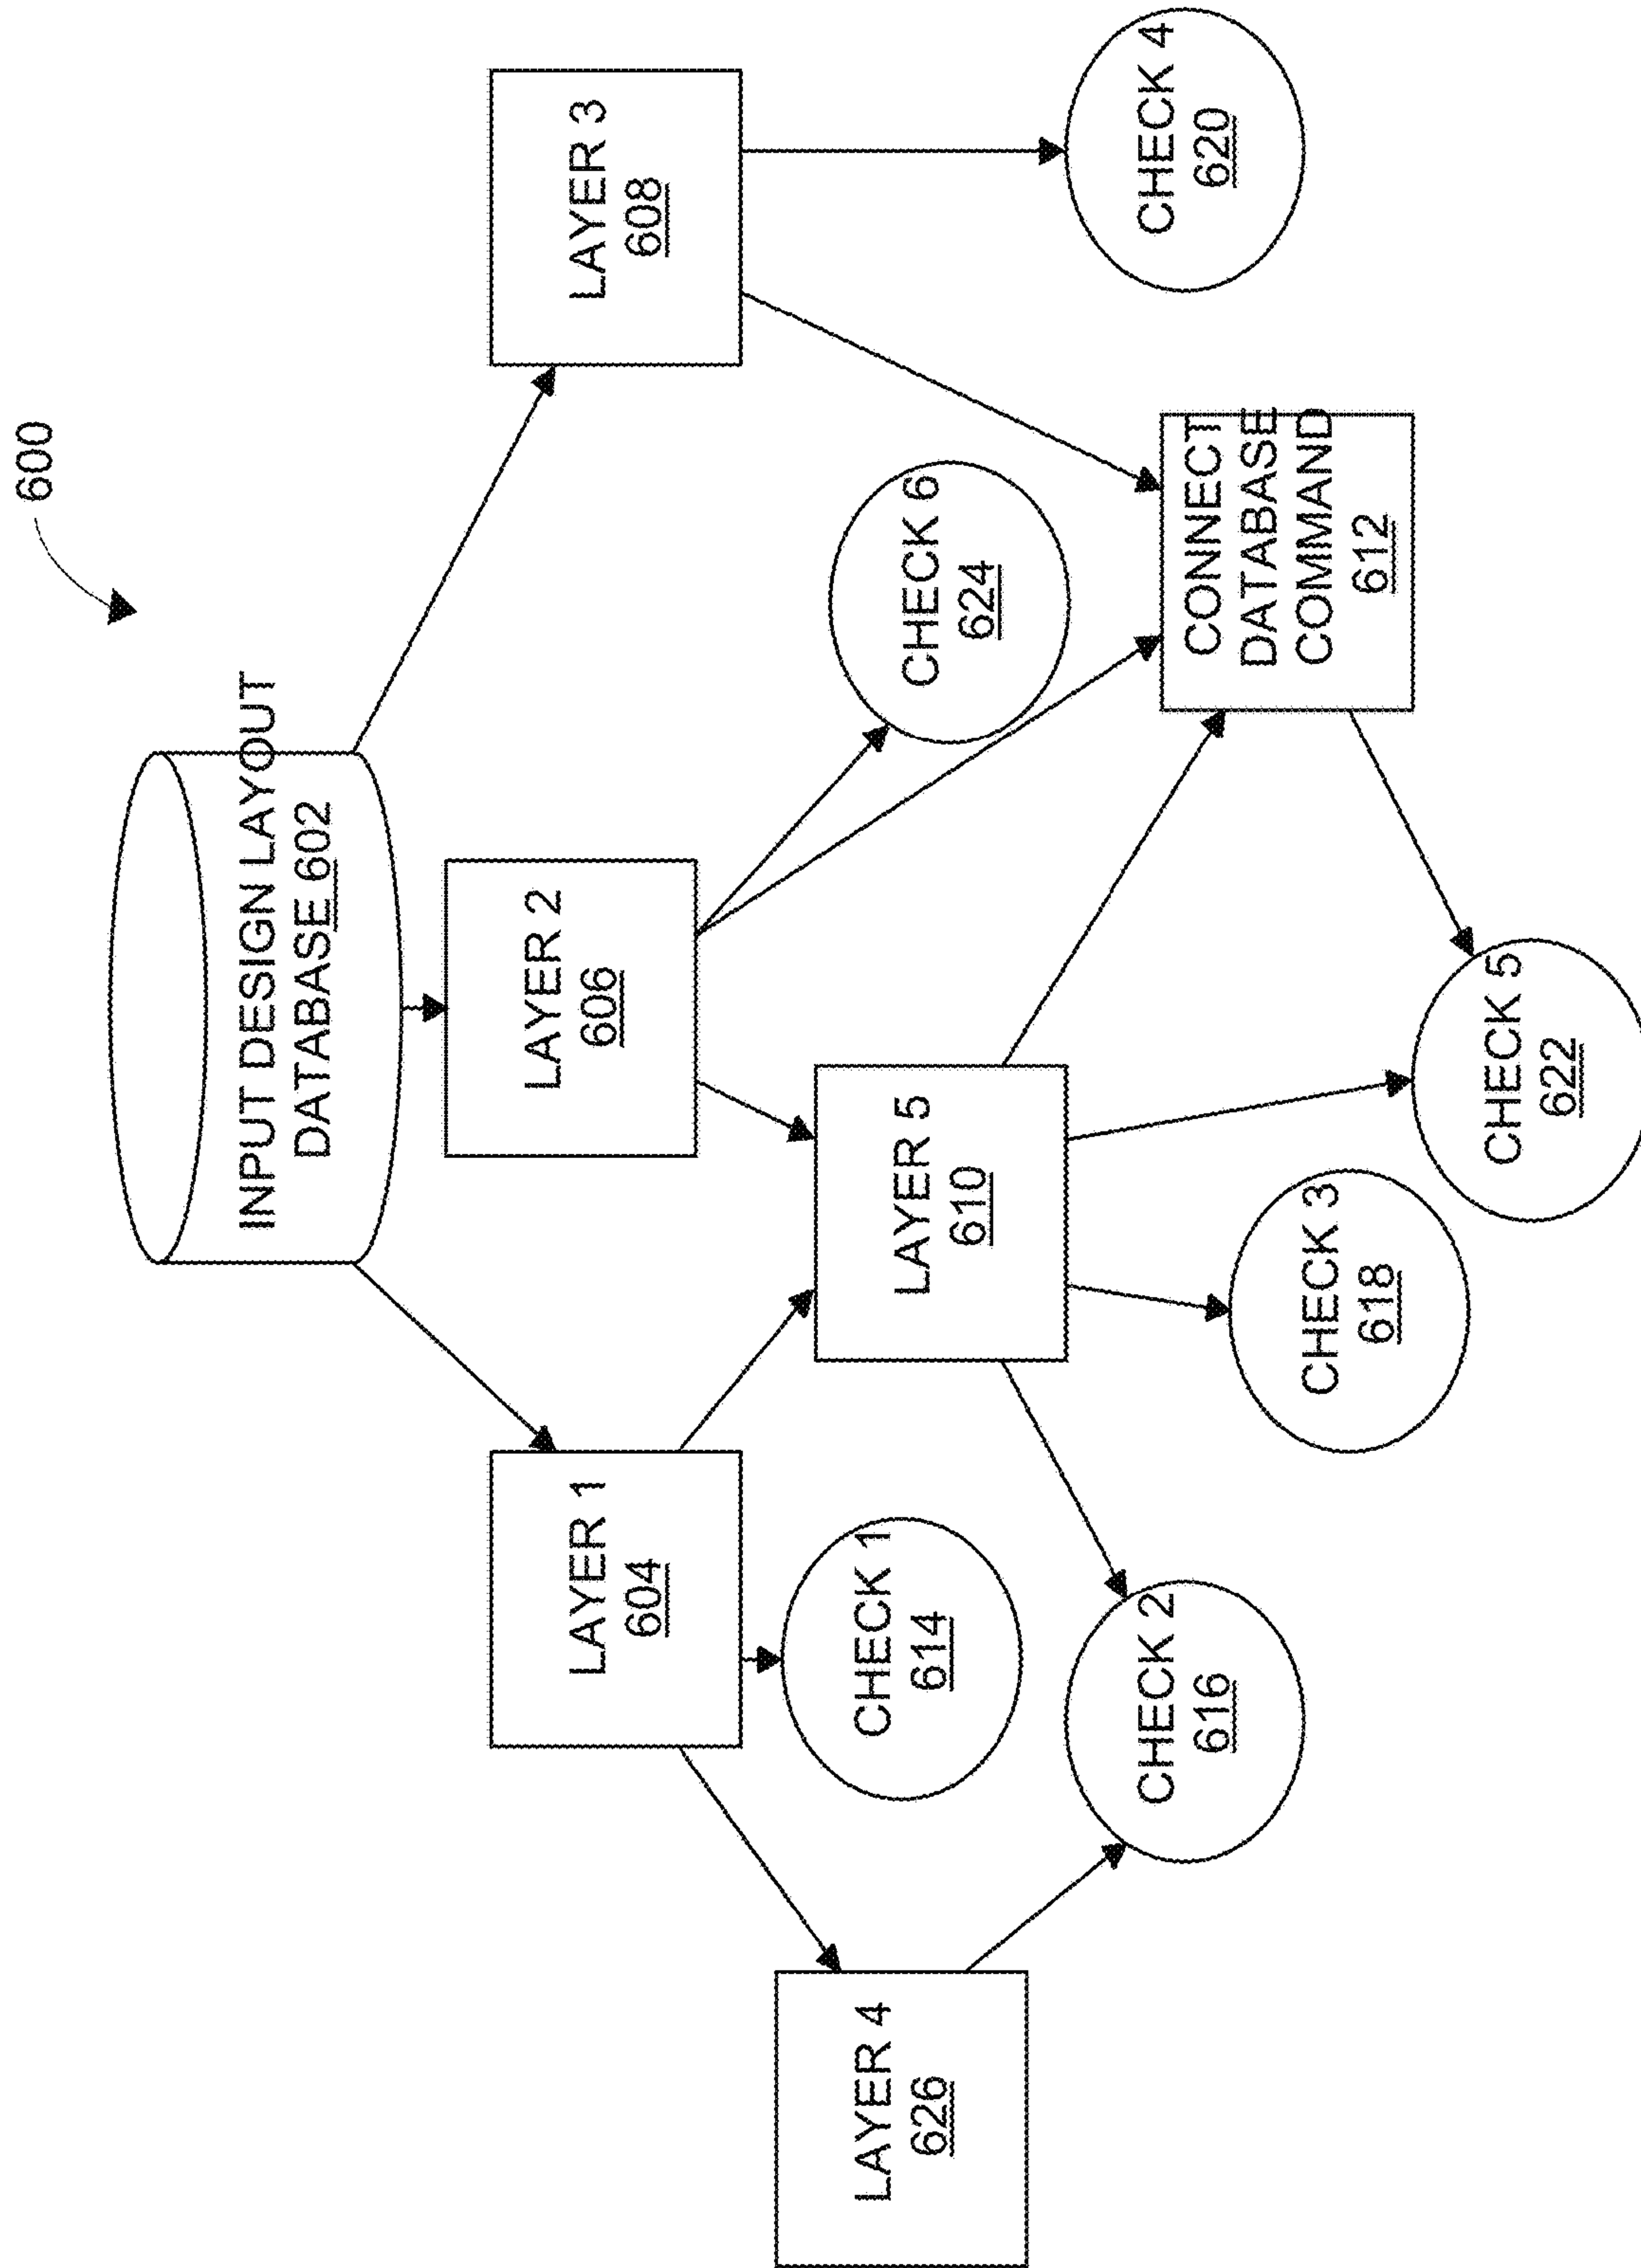 600
INPUT DESIGN LAYOUT
DATABASE 602
LAYER 1
604
LAYER 2
606
LAYER 3
608
LAYER 4
626
CHECK 1
614
LAYER 5
610
CHECK 6
624
CHECK 2
616
CHECK 3
618
CONNECT
DATABASE
COMMAND
612
CHECK 4
620
CHECK 5
622